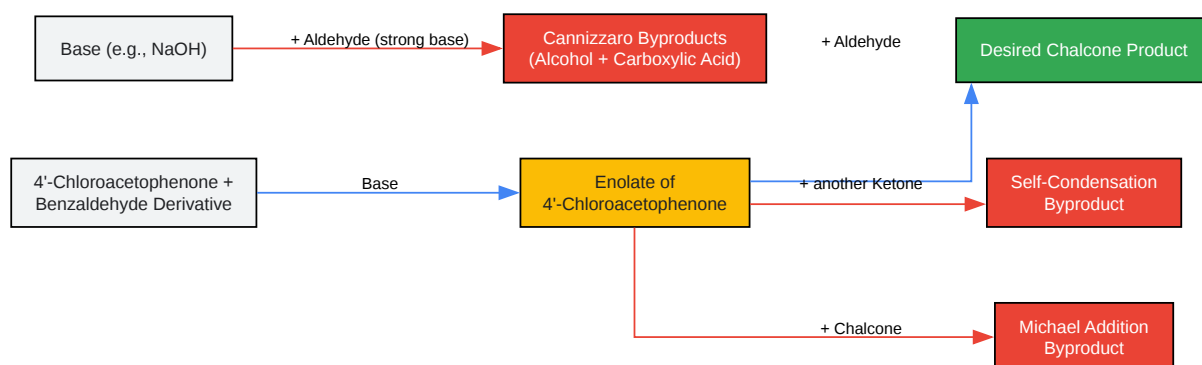 Base (e.g., NaOH)
+ Aldehyde (strong base)
Cannizzaro Byproducts
(Alcohol + Carboxylic Acid)
+ Aldehyde
Desired Chalcone Product
4'-Chloroacetophenone +
Benzaldehyde Derivative
Base
Enolate of
4'-Chloroacetophenone
+ another Ketone
Self-Condensation
Byproduct
+ Chalcone
Michael Addition
Byproduct